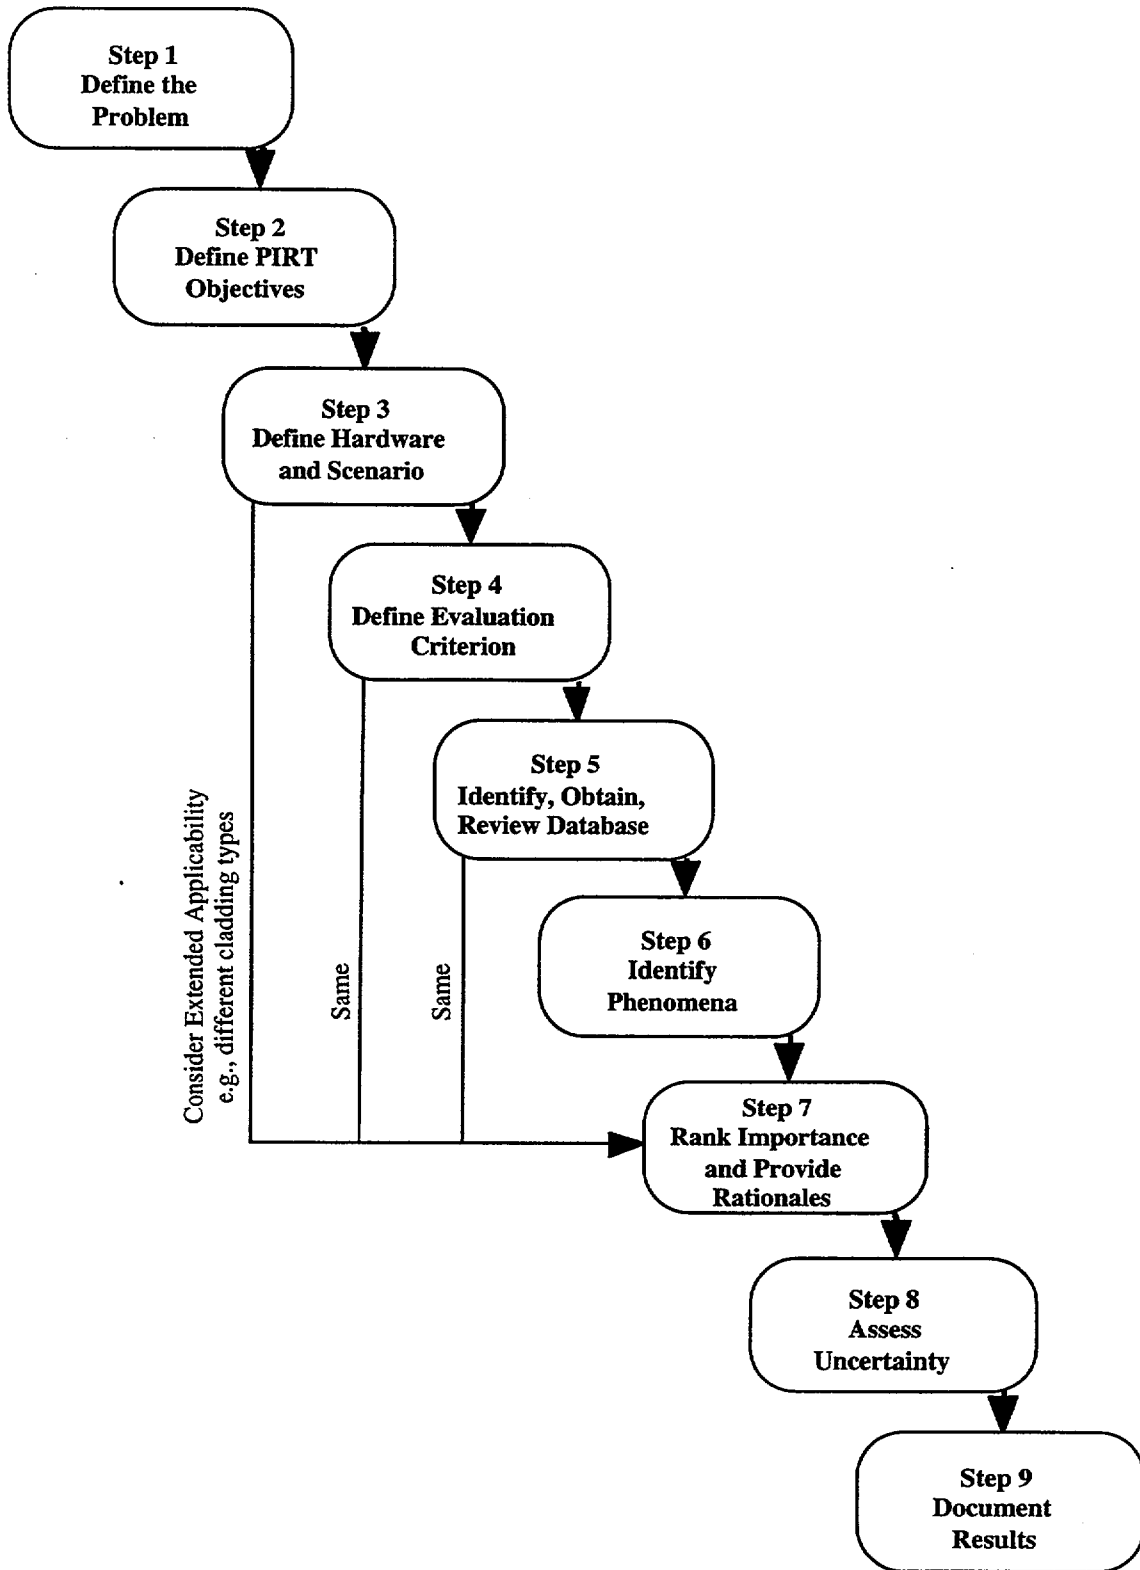 Step 1
Define the
Problem
Step 2
Define PIRT
Objectives
Step 3
Define Hardware
and Scenario
Step 4
Define Evaluation
Criterion
Step 5
Identify, Obtain,
Review Database
Step 6
Identify
Phenomena
Consider Extended Applicability
e.g., different cladding types
Same
Same
Step 7
Rank Importance
and Provide
Rationales
Step 8
Assess
Uncertainty
Step 9
Document
Results